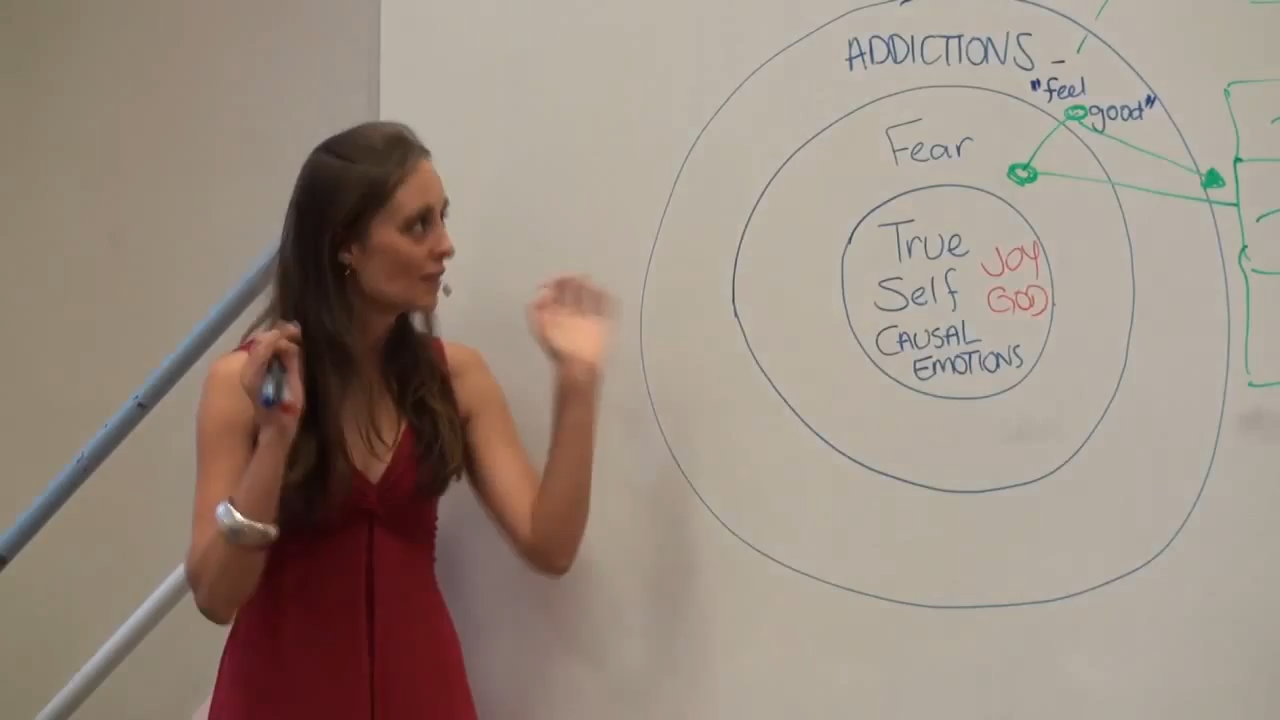 ADDICTIONS -
"feel
good"
Fear
True
Self
JOY
GOD
CAUSAL
EMOTIONS